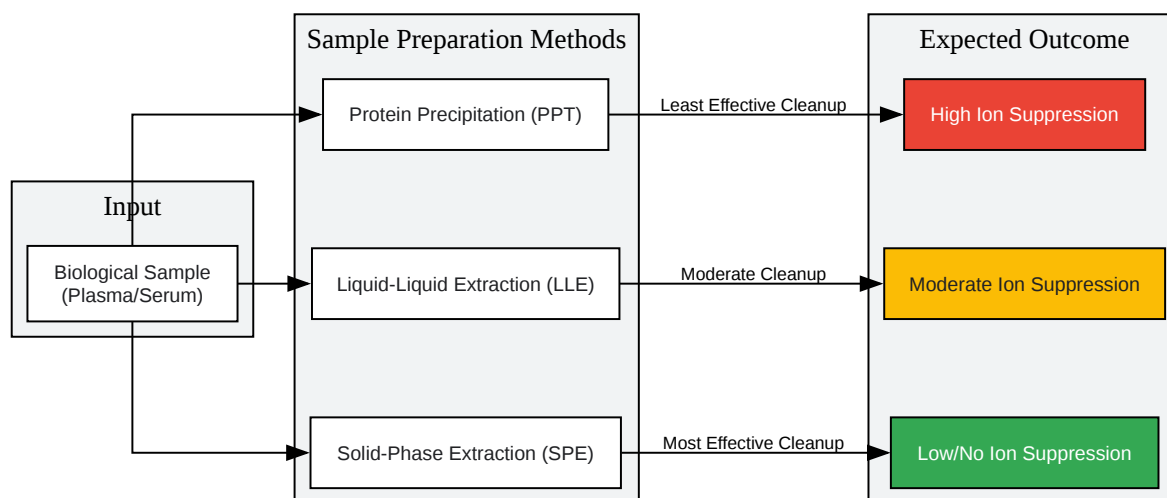 Sample Preparation Methods
Expected Outcome
Protein Precipitation (PPT)
Least Effective Cleanup
High Ion Suppression
Input
Biological Sample
(Plasma/Serum)
Liquid-Liquid Extraction (LLE)
Moderate Cleanup
Moderate Ion Suppression
Solid-Phase Extraction (SPE)
Most Effective Cleanup
Low/No Ion Suppression